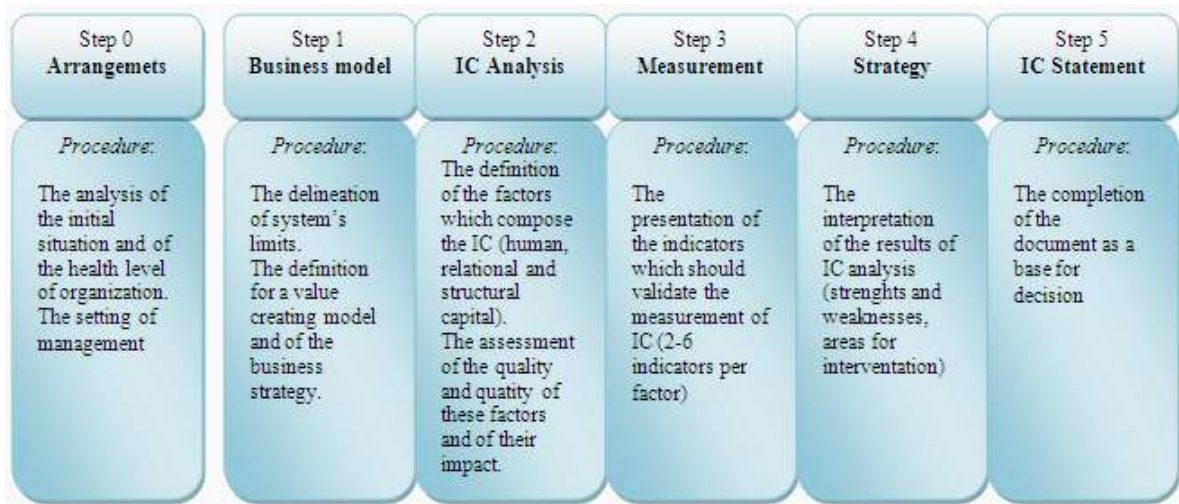 Step 0
Arrangemets
Procedure:
The analysis of
the initial
situation and of
the health level
of organization.
The setting of
management
Step 1
Business model
Procedure:
The delineation
of system's
limits.
The definition
for a value
creating model
and of the
business
strategy.
Step 2
IC Analysis
Procedure:
The definition
of the factors
which compose
the IC (human,
relational and
structural
capital).
The assessment
of the quality
and quatity of
these factors
and of their
impact.
Step 3
Measurement
Procedure:
The
presentation of
the indicators
which should
validate the
measurement of
IC (2-6
indicators per
factor)
Step 4
Strategy
Procedure:
The
interpretation
of the results of
IC analysis
(strenghts and
weaknesses,
areas for
interventation)
Step 5
IC Statement
Procedure:
The completion
of the
document as a
base for
decision